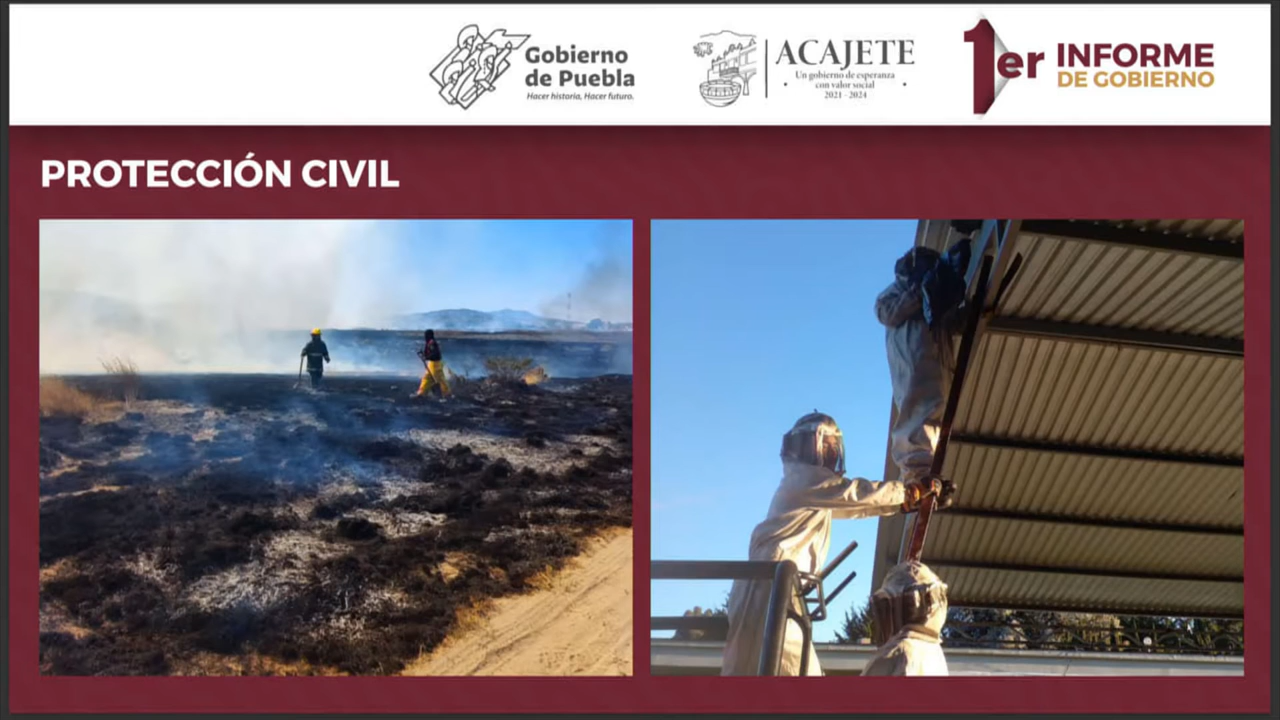 Gobierno
de Puebla
Hacer historia, Hacer futuro.
ACAJETE
Un gobierno de esperanza
con valor social
2021 - 2024
1er INFORME
DE GOBIERNO
PROTECCIÓN CIVIL